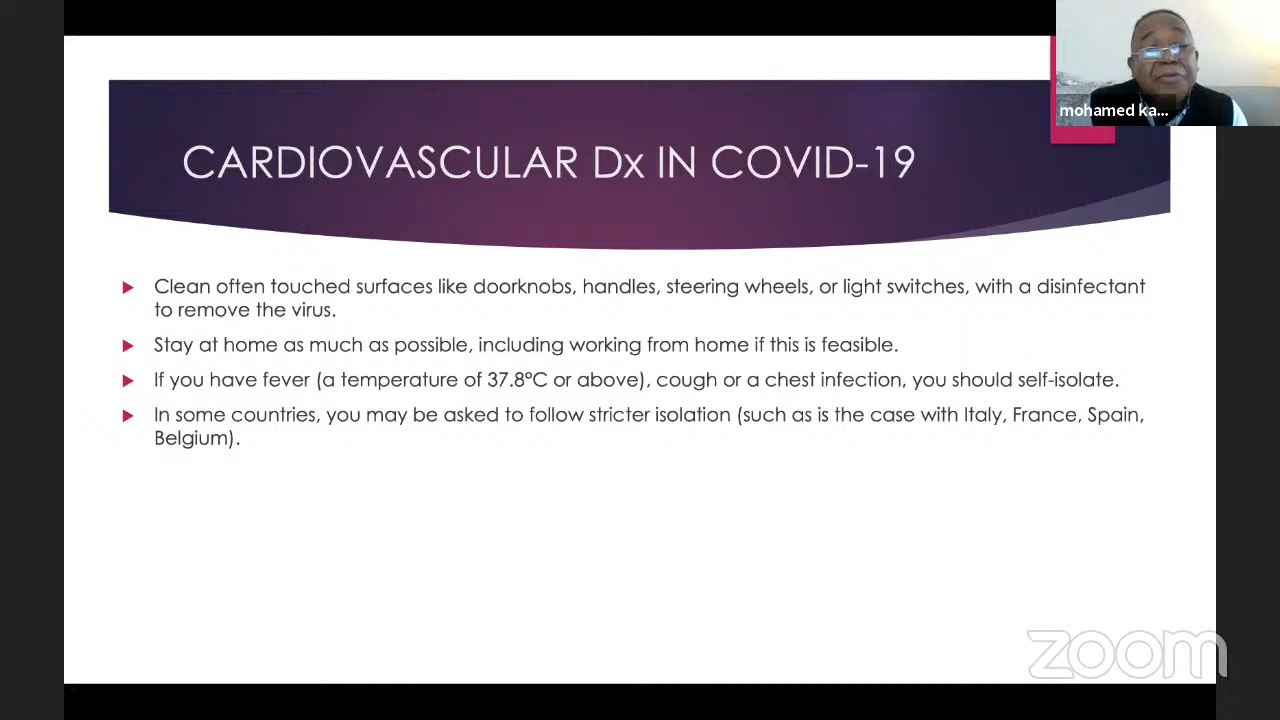 mohamed ka...
CARDIOVASCULAR Dx IN COVID-19
Clean often touched surfaces like doorknobs, handles, steering wheels, or light switches, with a disinfectant
to remove the virus.
Stay at home as much as possible, including working from home if this is feasible.
If you have fever (a temperature of 37.8°C or above), cough or a chest infection, you should self-isolate.
In some countries, you may be asked to follow stricter isolation (such as is the case with Italy, France, Spain,
Belgium).
zoom